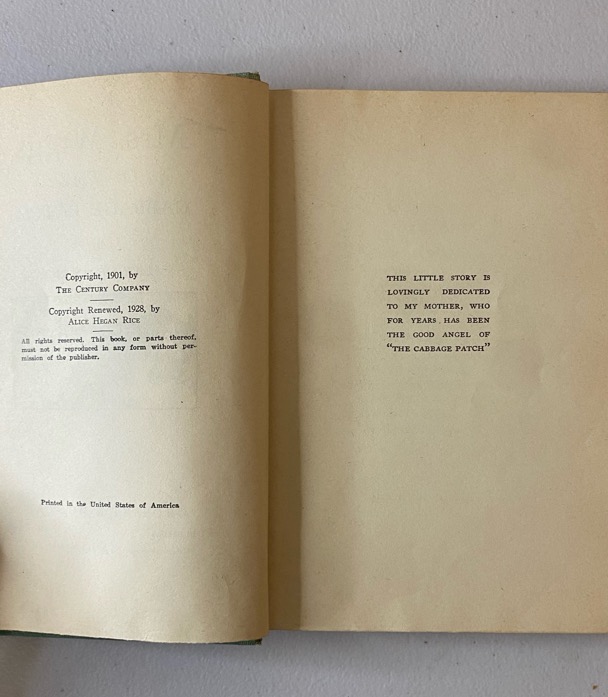 Copyright, 1901, by
THE CENTURY COMPANY
Copyright Renewed, 1928, by
ALICE HEGAN RICE
All rights reserved. This book, or parts thereof,
must not be reproduced in any form without per-
mission of the publisher.
Printed in the United States of America
THIS LITTLE STORY IS
LOVINGLY DEDICATED
TO MY MOTHER, WHO
FOR YEARS HAS BEEN
THE GOOD ANGEL OF
“THE CABBAGE PATCH”